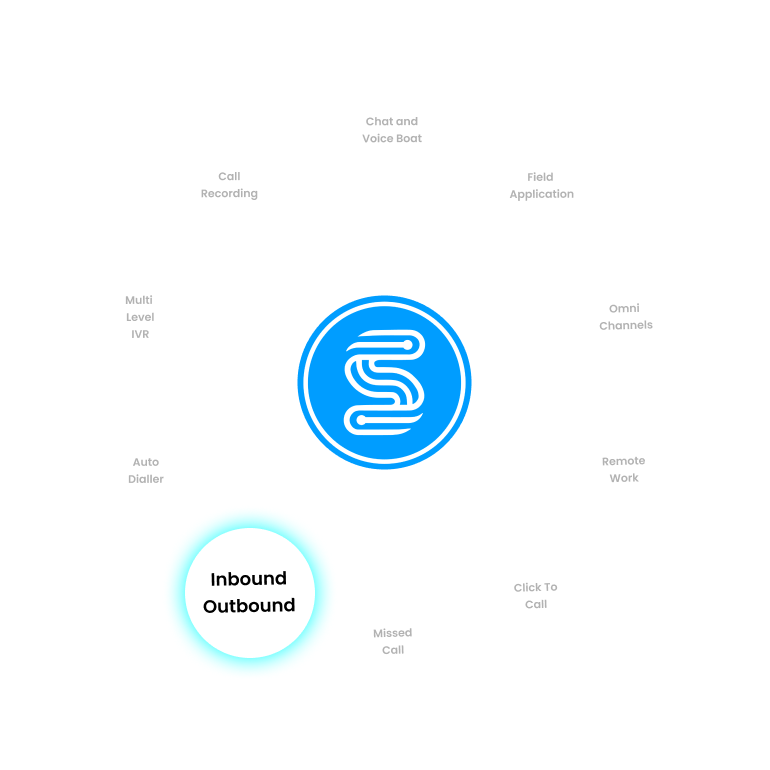 Chat and
Voice Boat
Call
Recording
Field
Application
Multi
Level
IVR
Omni
Channels
Auto
Dialler
Remote
Work
Inbound
Outbound
Click To
Call
Missed
Call